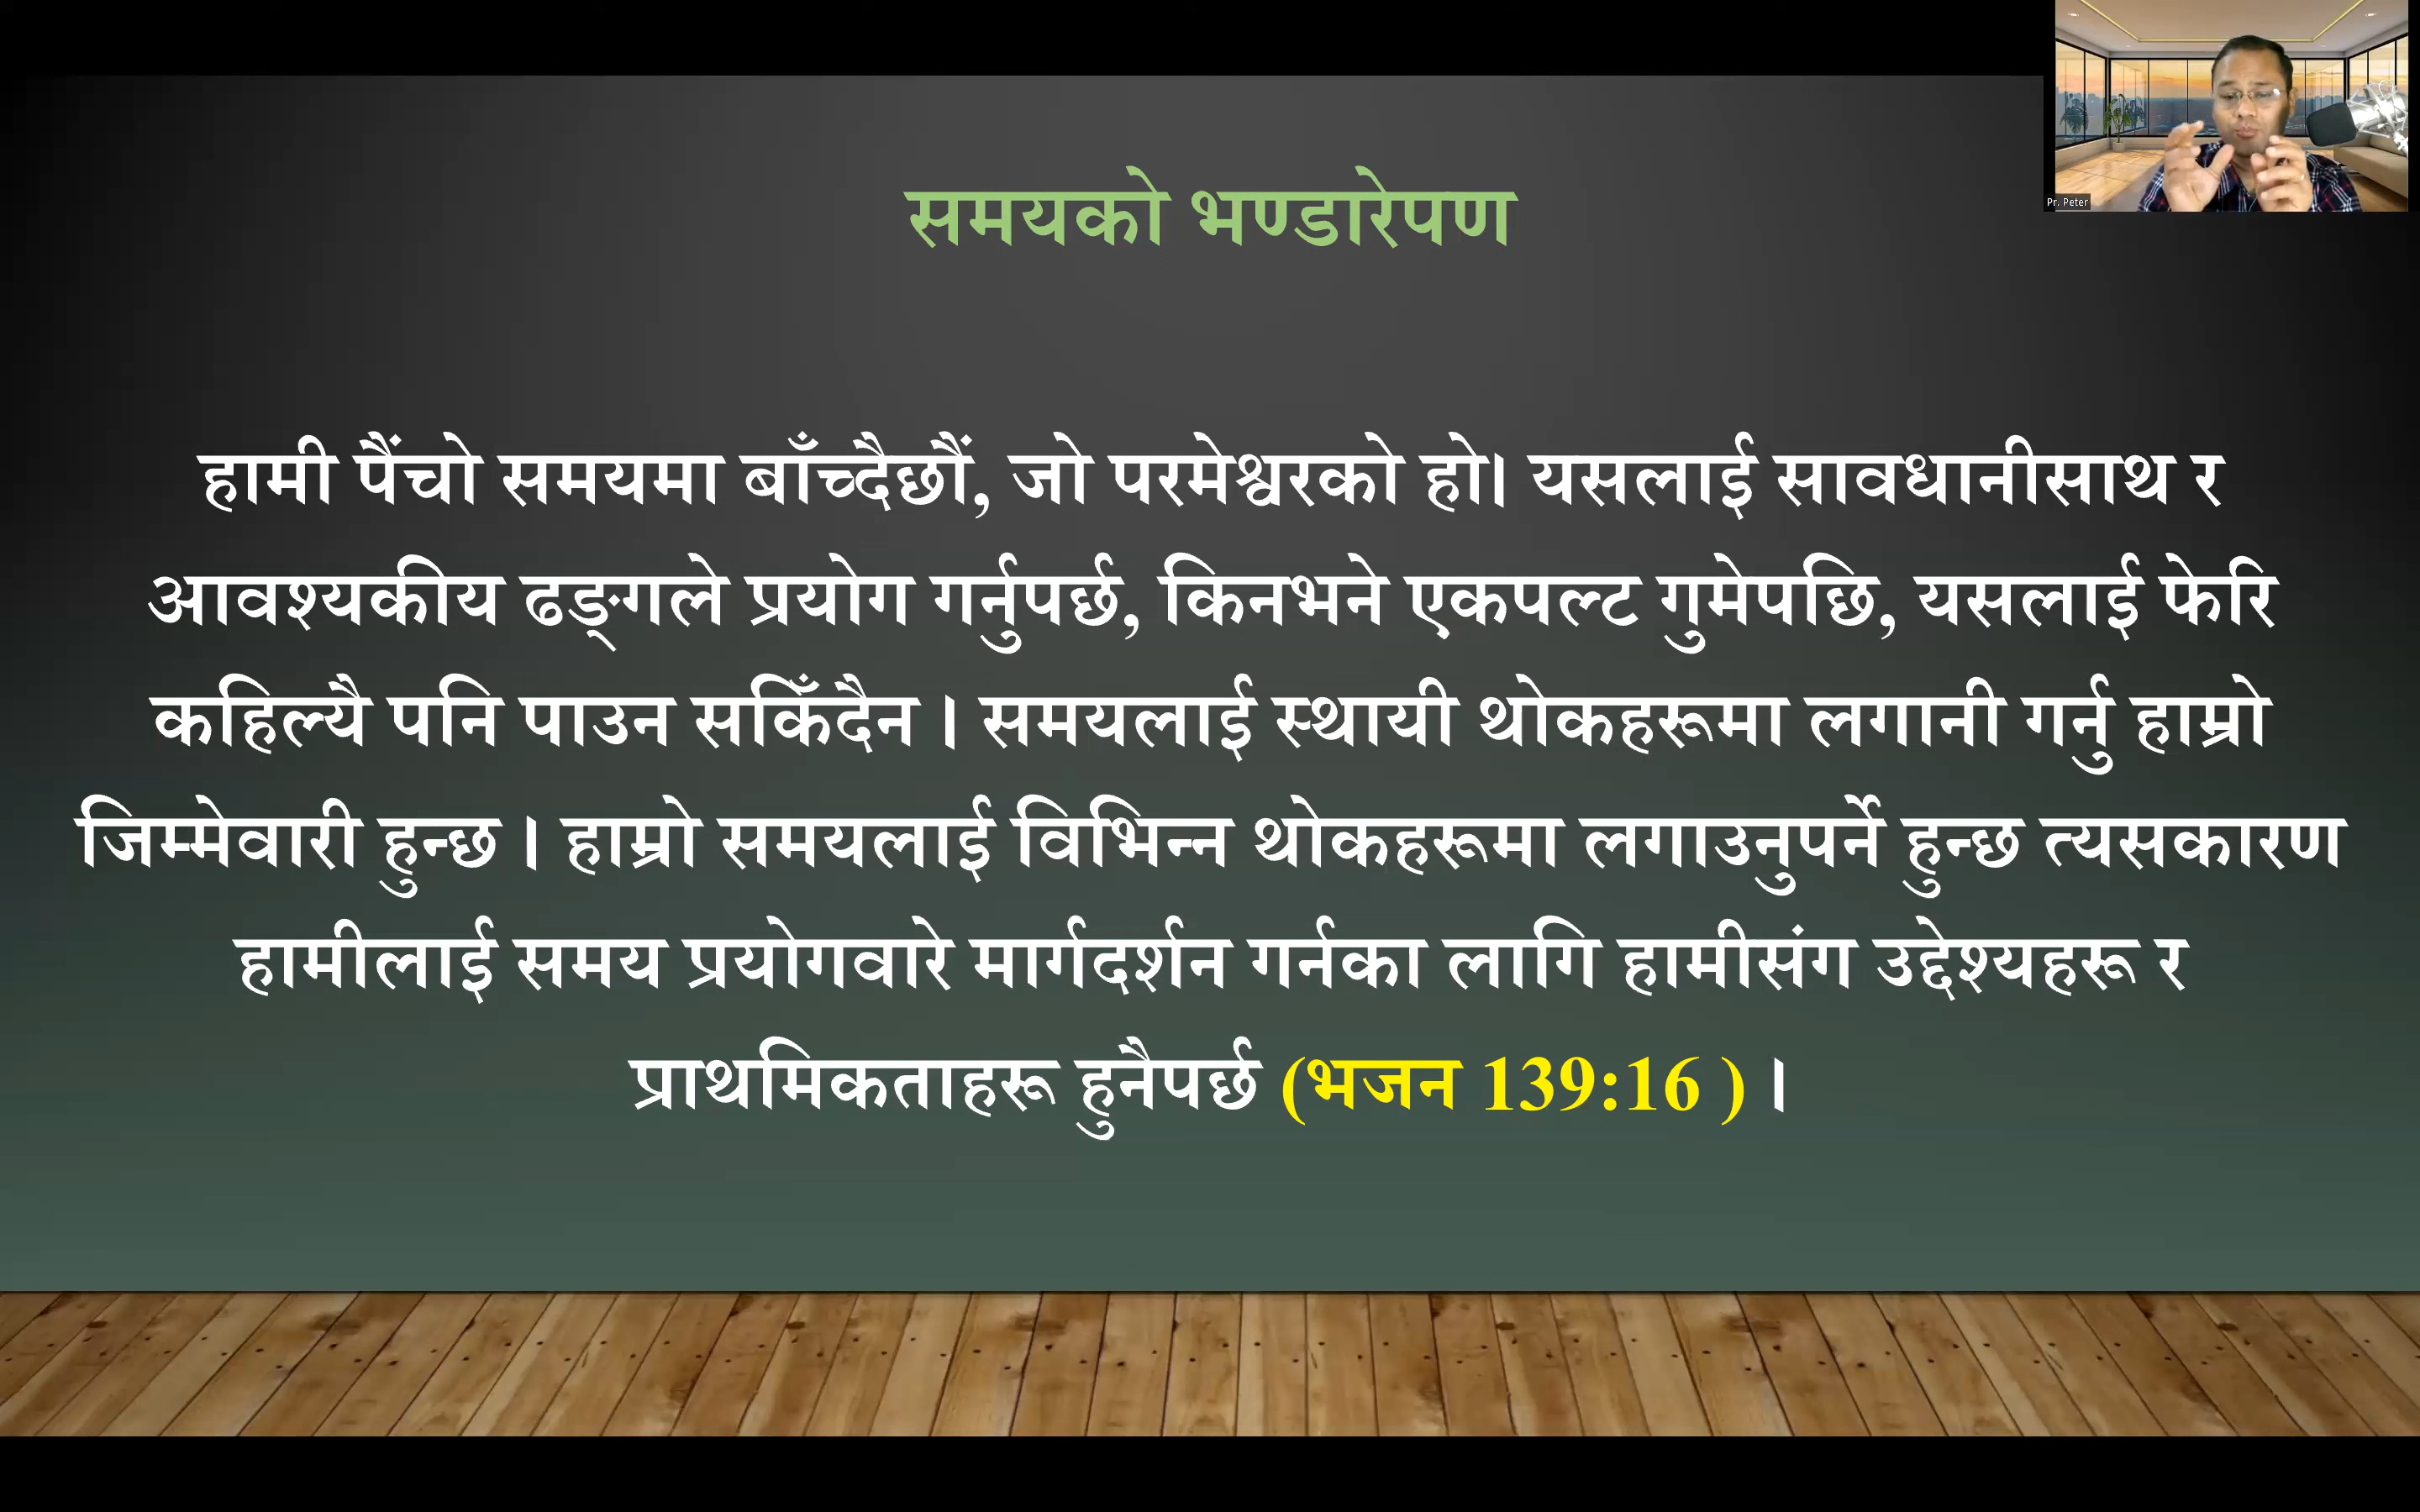 Pr. Peter
समयको भण्डारेपण
हामी पैंचो समयमा बाँच्दैछौं, जो परमेश्वरको हो। यसलाई सावधानीसाथ र
आवश्यकीय ढङ्गले प्रयोग गर्नुपर्छ, किनभने एकपल्ट गुमेपछि, यसलाई फेरि
कहिल्यै पनि पाउन सकिँदैन । समयलाई स्थायी थोकहरूमा लगानी गर्नु हाम्रो
जिम्मेवारी हुन्छ । हाम्रो समयलाई विभिन्न थोकहरूमा लगाउनुपर्ने हुन्छ त्यसकारण
हामीलाई समय प्रयोगवारे मार्गदर्शन गर्नका लागि हामीसंग उद्देश्यहरू र
प्राथमिकताहरू हुनैपर्छ (भजन 139:16 ) ।